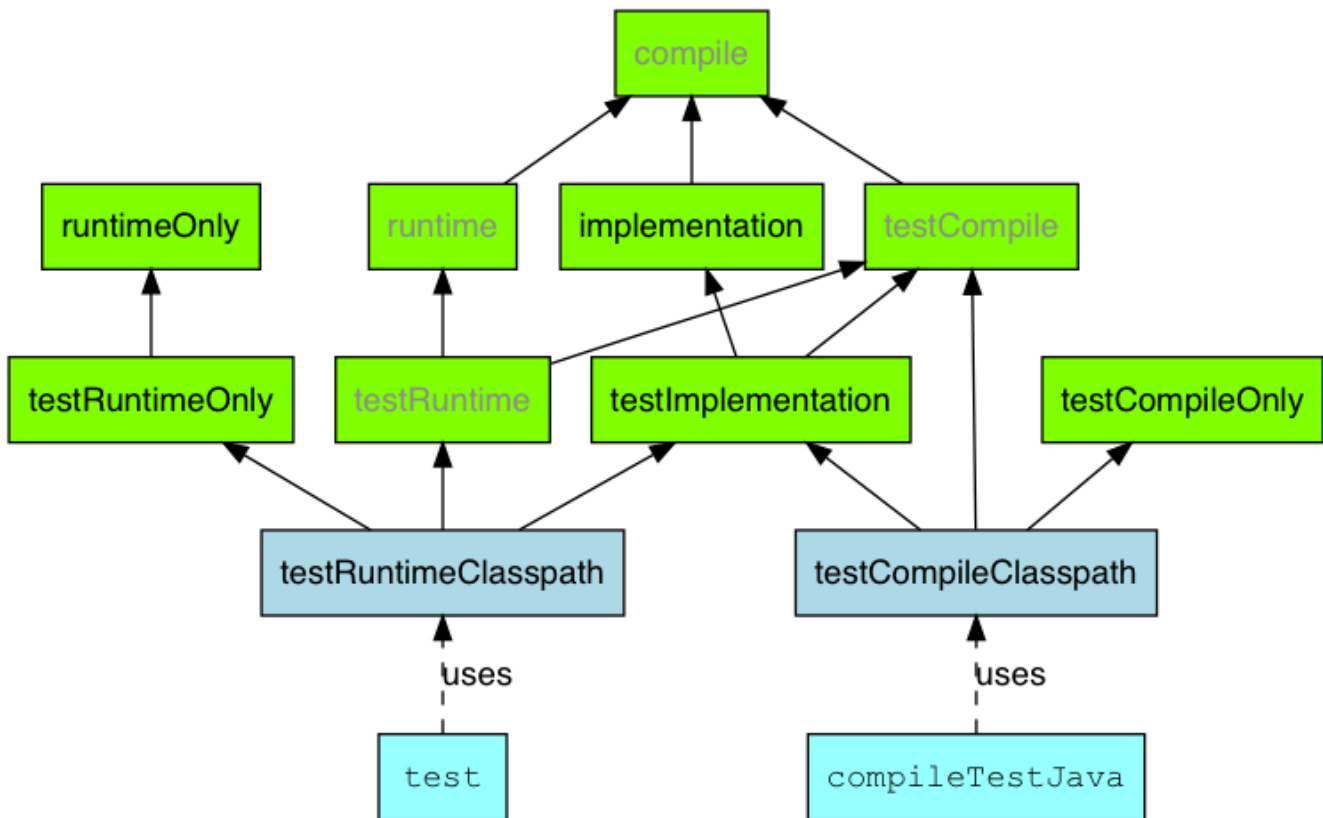 compile
runtimeOnly
runtime
implementation
testCompile
testRuntimeOnly
testRuntime
testImplementation
testCompileOnly
testRuntimeClasspath
testCompileClasspath
uses
uses
test
compileTestJava